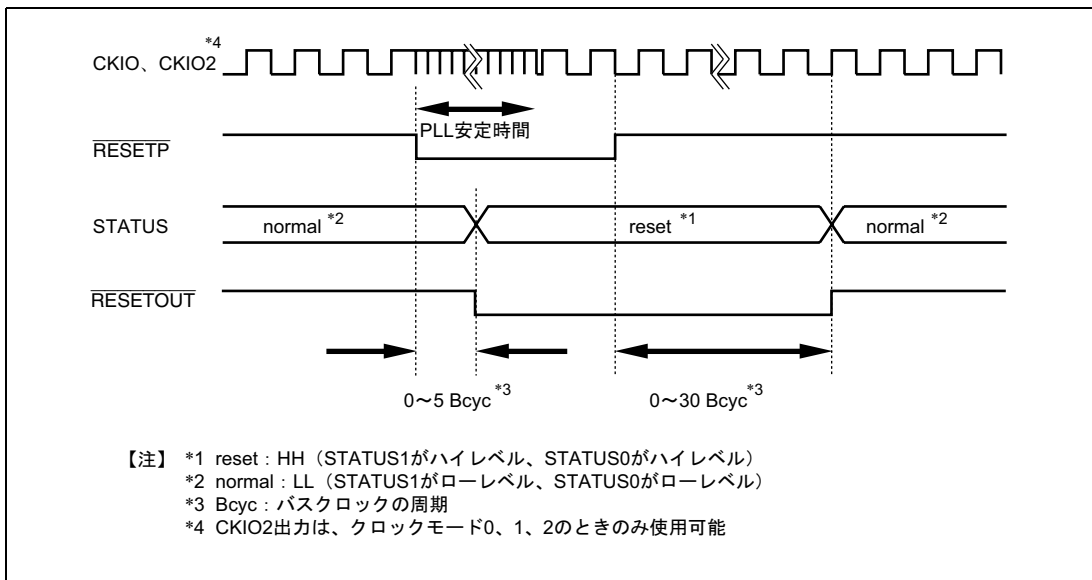 CKIO、CKIO2*4
PLL安定時間
RESETP
STATUS
normal *2
reset *1
normal *2
RESETOUT
0～5 Bcyc*3
0～30 Bcyc*3
【注】 *1 reset：HH（STATUS1がハイレベル、STATUS0がハイレベル）
*2 normal：LL（STATUS1がローレベル、STATUS0がローレベル）
*3 Bcyc：バスクロックの周期
*4 CKIO2出力は、クロックモード0、1、2のときのみ使用可能